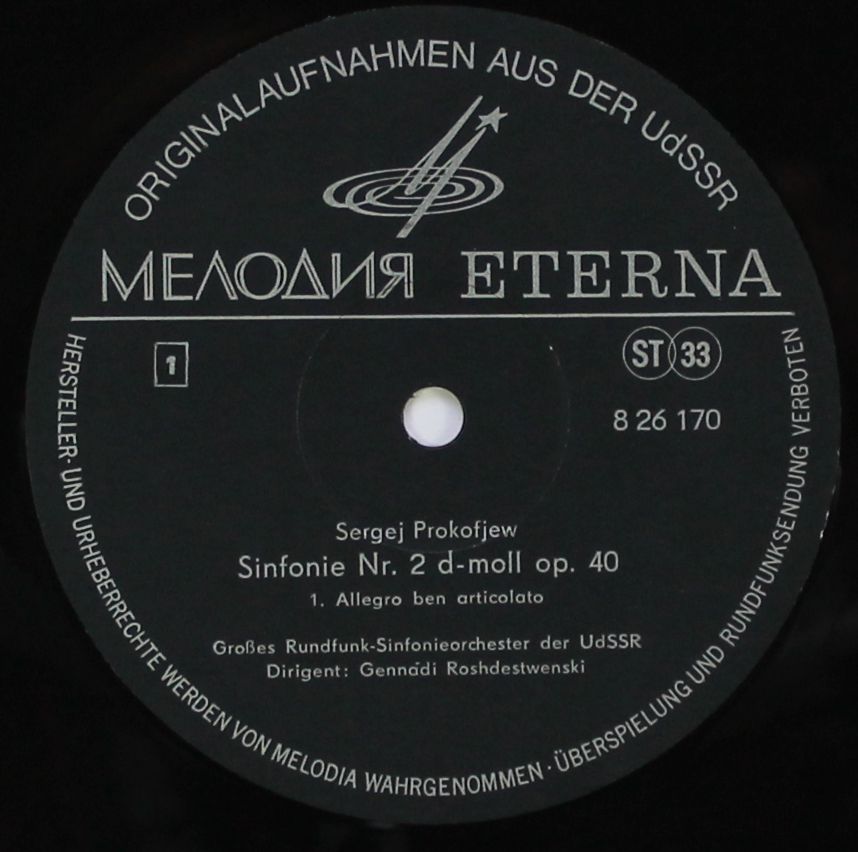 ORIGINALAUFNAHMEN AUS DER UdSSR
МЕЛОДИЯ ETERNA
1
ST 33
8 26 170
Sergej Prokofjew
Sinfonie Nr. 2 d-moll op. 40
1. Allegro ben articolato
Großes Rundfunk-Sinfonieorchester der UdSSR
Dirigent: Gennadi Roshdestwenski
HERSTELLER- UND URHEBERRECHTE WERDEN VON MELODIA WAHRGENOMMEN · ÜBERSPIELUNG UND RUNDFUNKSENDUNG VERBOTEN